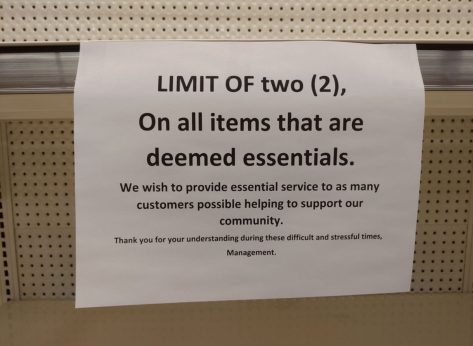 LIMIT OF two (2),
On all items that are
deemed essentials.
We wish to provide essential service to as many
customers possible helping to support our
community.
Thank you for your understanding during these difficult and stressful times,
Management.